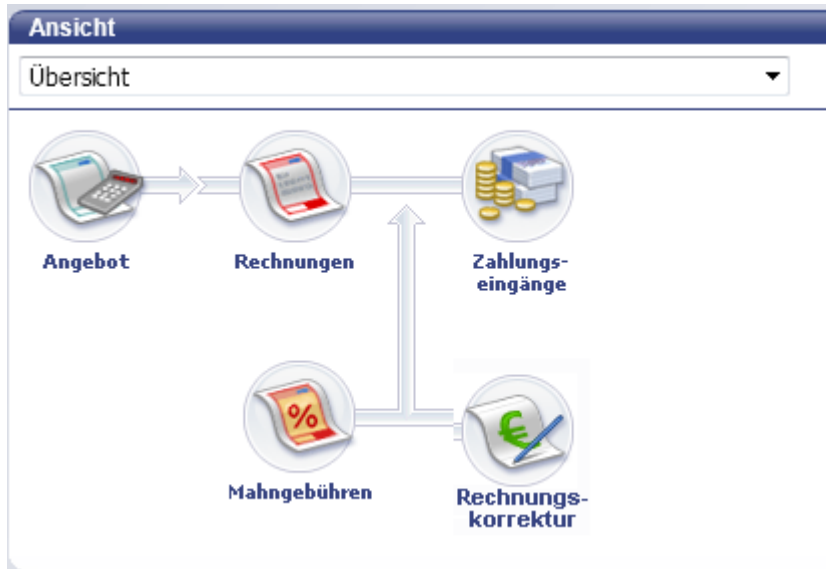 Ansicht
Übersicht
Angebot
Rechnungen
Zahlungs-
eingänge
%
Mahngebühren
€
Rechnungs-
korrektur